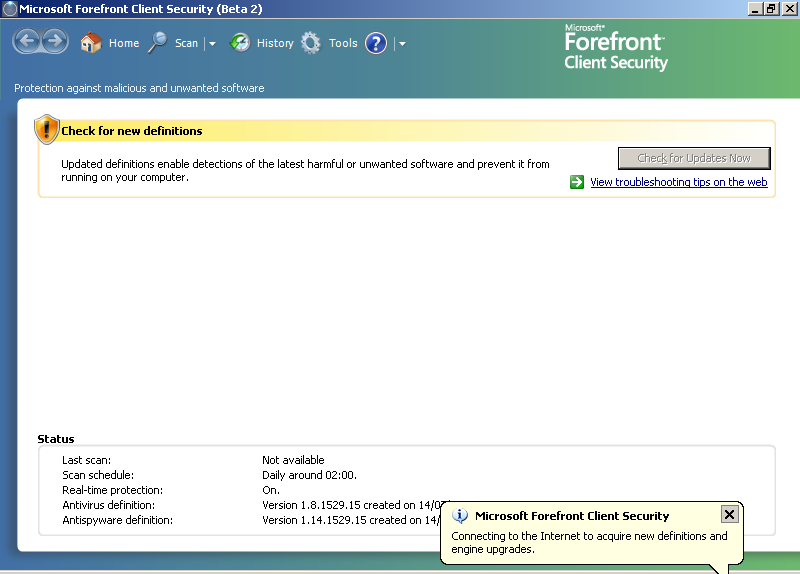 Microsoft Forefront Client Security (Beta 2)
Home Scan History Tools ?
Microsoft®
Forefront™
Client Security
Protection against malicious and unwanted software
Check for new definitions
Updated definitions enable detections of the latest harmful or unwanted software and prevent it from
running on your computer.
Check for Updates Now
View troubleshooting tips on the web
Status
Last scan: Not available
Scan schedule: Daily around 02:00.
Real-time protection: On.
Antivirus definition: Version 1.8.1529.15 created on 14/
Antispyware definition: Version 1.14.1529.15 created on 14/
Microsoft Forefront Client Security
Connecting to the Internet to acquire new definitions and
engine upgrades.